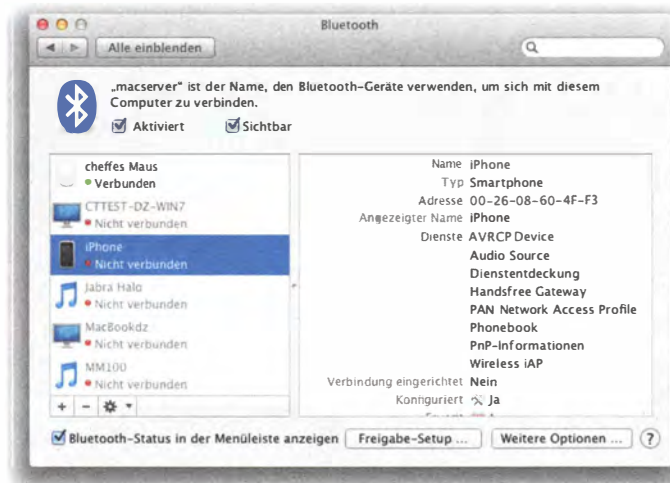 Bluetooth
Alle einblenden
„macserver" ist der Name, den Bluetooth-Geräte verwenden, um sich mit diesem
Computer zu verbinden.
Aktiviert Sichtbar
cheffes Maus
Verbunden
CTTEST-DZ-WIN7
Nicht verbunden
iPhone
Nicht verbunden
Jabra Halo
Nicht verbunden
MacBookdz
Nicht verbunden
MM100
Nicht verbunden
Name iPhone
Typ Smartphone
Adresse 00-26-08-60-4F-F3
Angezeigter Name iPhone
Dienste AVRCP Device
Audio Source
Dienstentdeckung
Handsfree Gateway
PAN Network Access Profile
Phonebook
PnP-Informationen
Wireless iAP
Verbindung eingerichtet Nein
Konfiguriert Ja
Bluetooth-Status in der Menüleiste anzeigen
Freigabe-Setup ...
Weitere Optionen ...
?